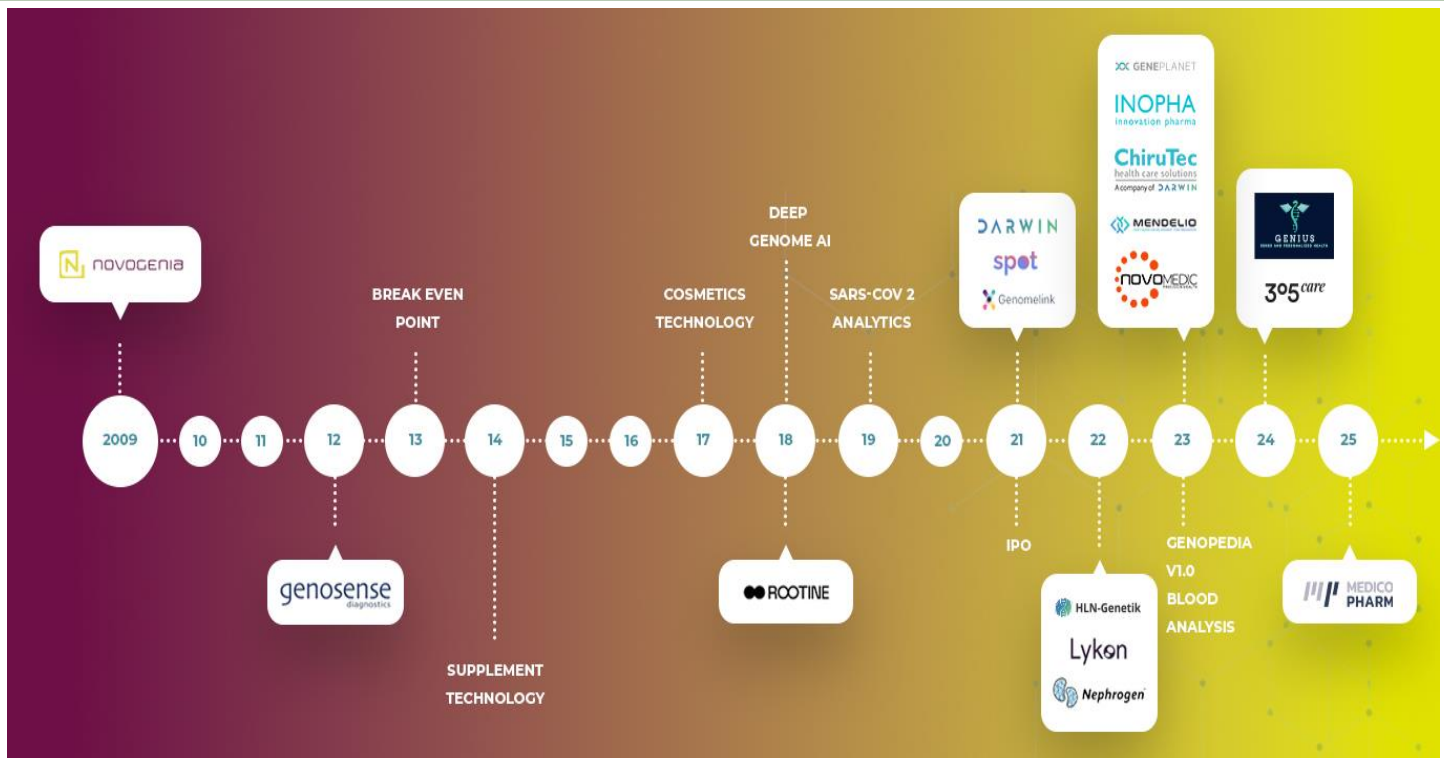 GENEPLANET
INOPHA
innovation pharma
ChiruTec
health care solutions
A company of DARWIN
MENDELIO
NOVOMEDIC
DARWIN
spot
Genomelink
GENIUS
305 care
NOVOGENIA
DEEP
GENOME AI
BREAK EVEN
POINT
COSMETICS
TECHNOLOGY
SARS-COV 2
ANALYTICS
2009
10
11
12
13
14
15
16
17
18
19
20
21
22
23
24
25
genosense
diagnostics
SUPPLEMENT
TECHNOLOGY
ROOTINE
IPO
HLN-Genetik
Lykon
Nephrogen
GENOPEDIA
V1.0
BLOOD
ANALYSIS
MEDICO
PHARM